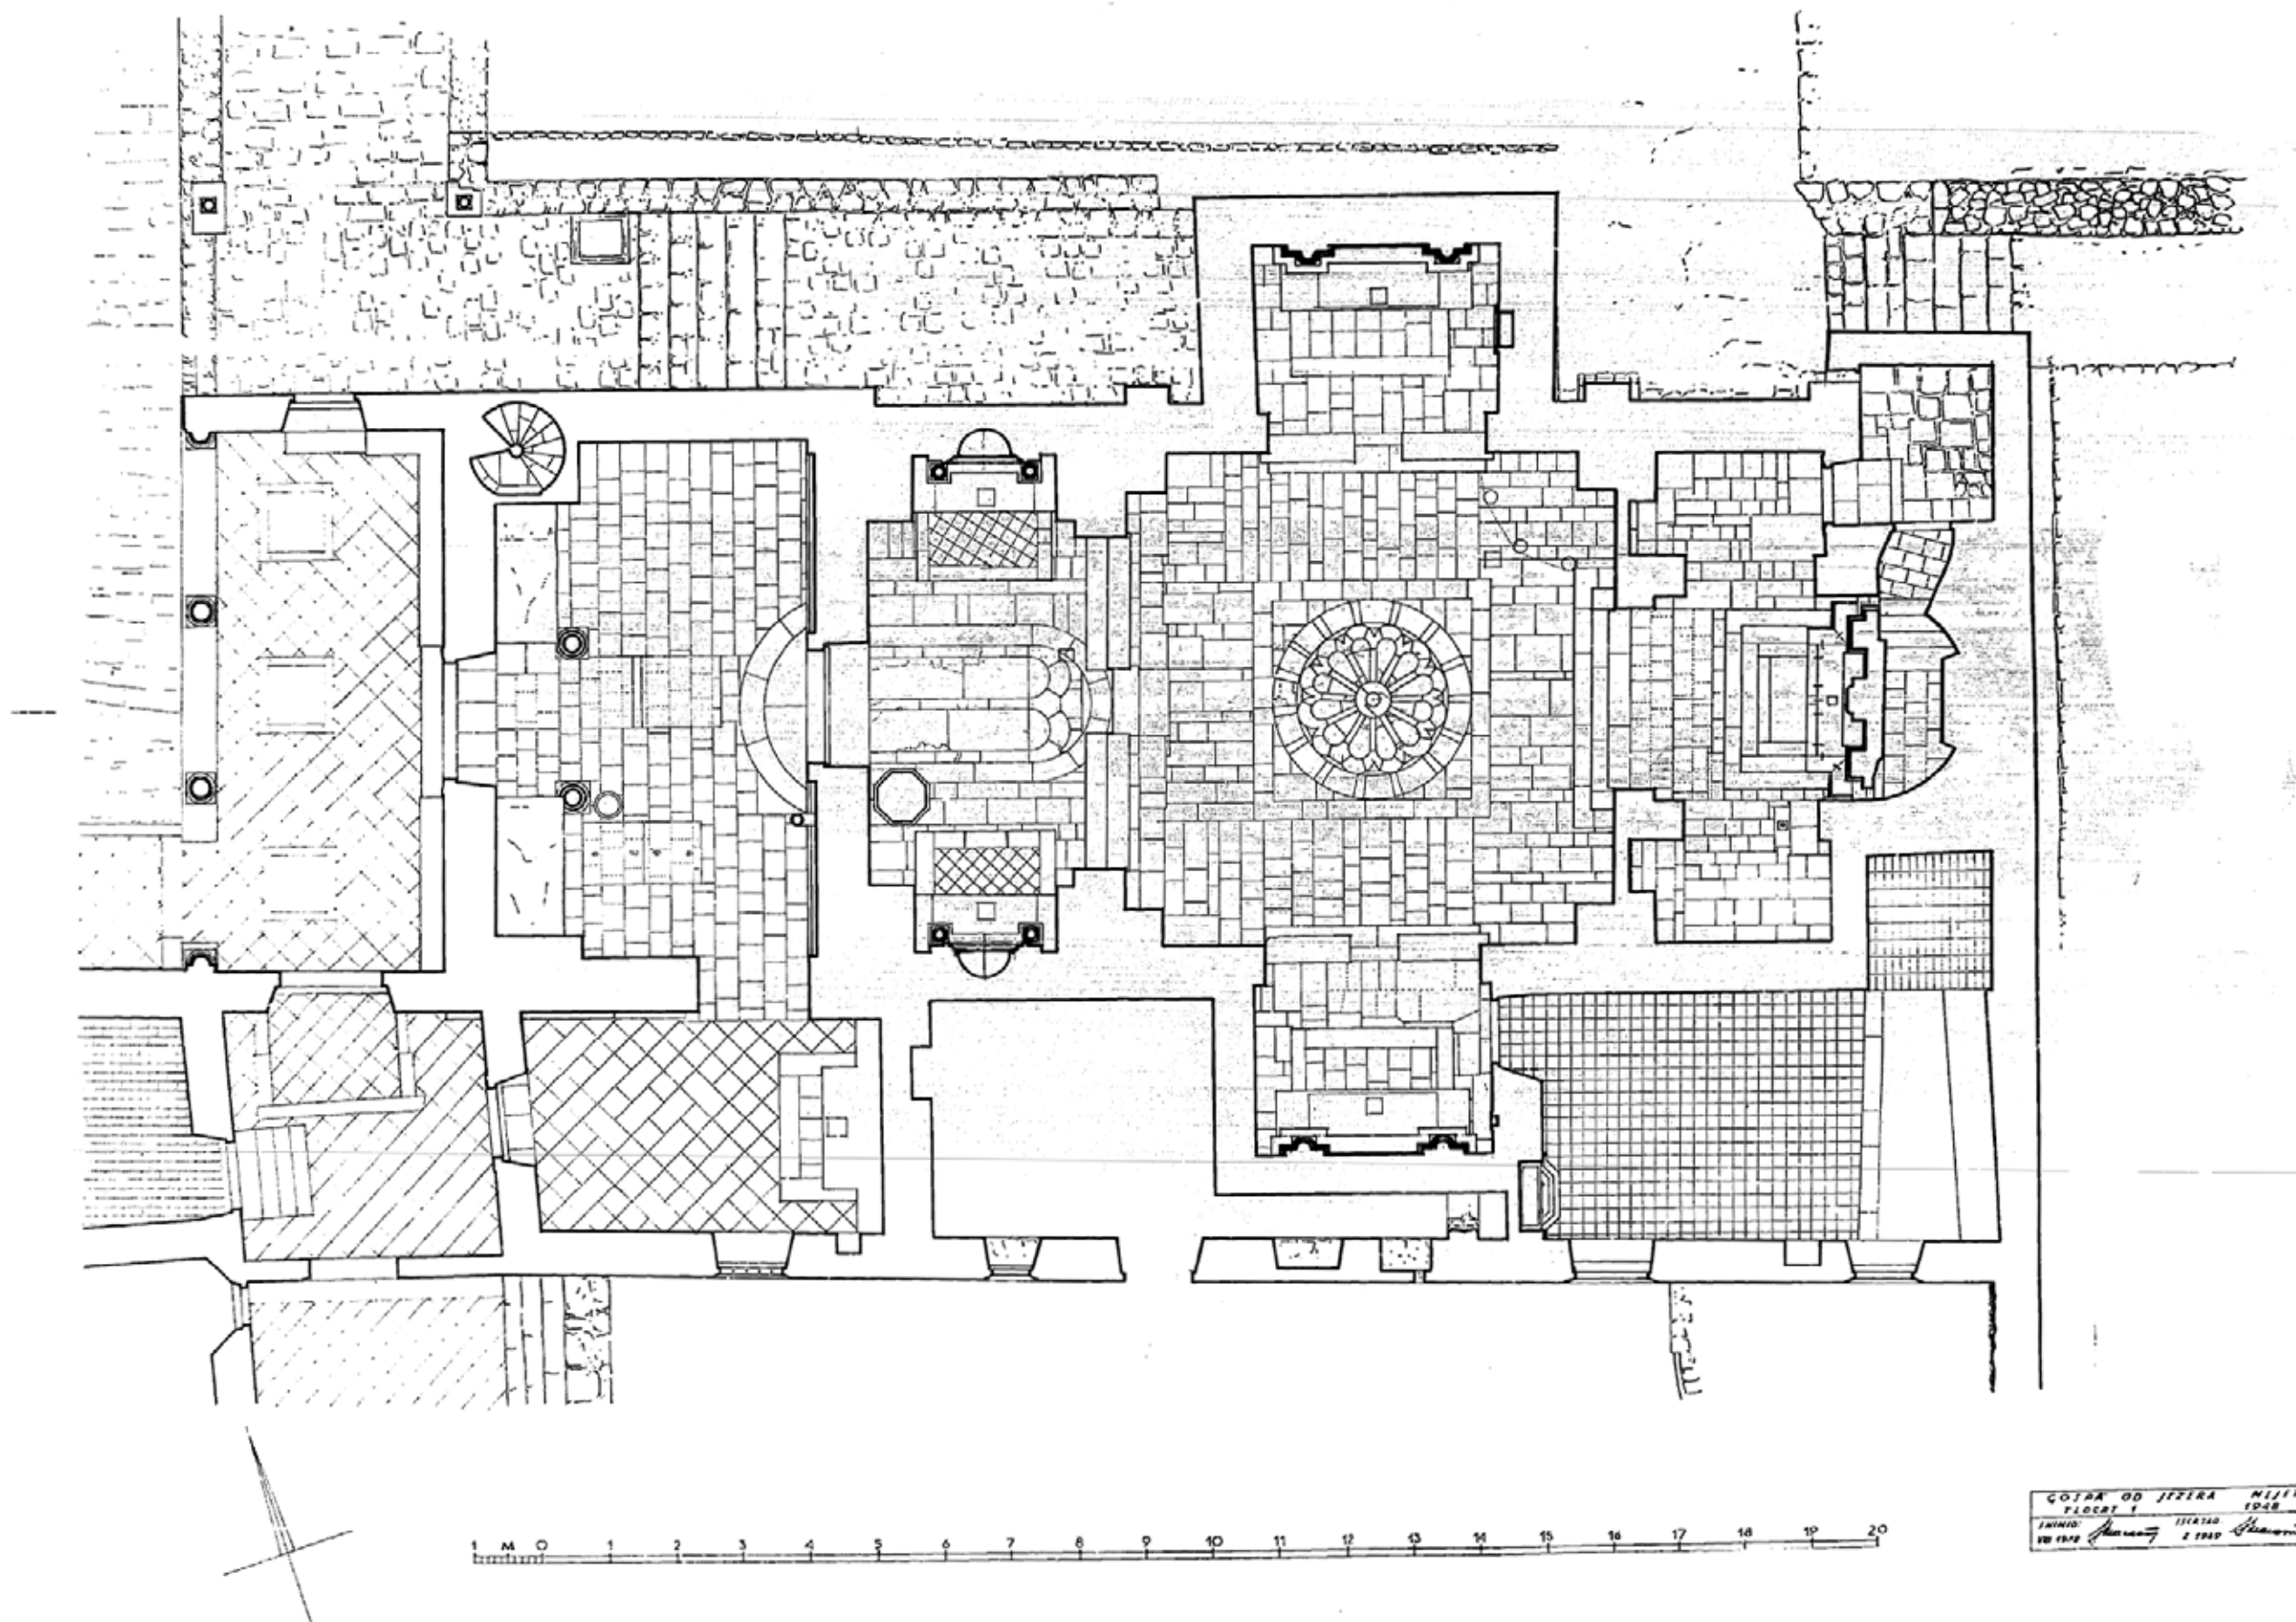 1 M 0 1 2 3 4 5 6 7 8 9 10 11 12 13 14 15 16 17 18 19 20
GOSPA OD JEZERA MLJE
TLOCRT 1 1948
SNIMIO: ISCRTAO:
VIII 1948 X 1949